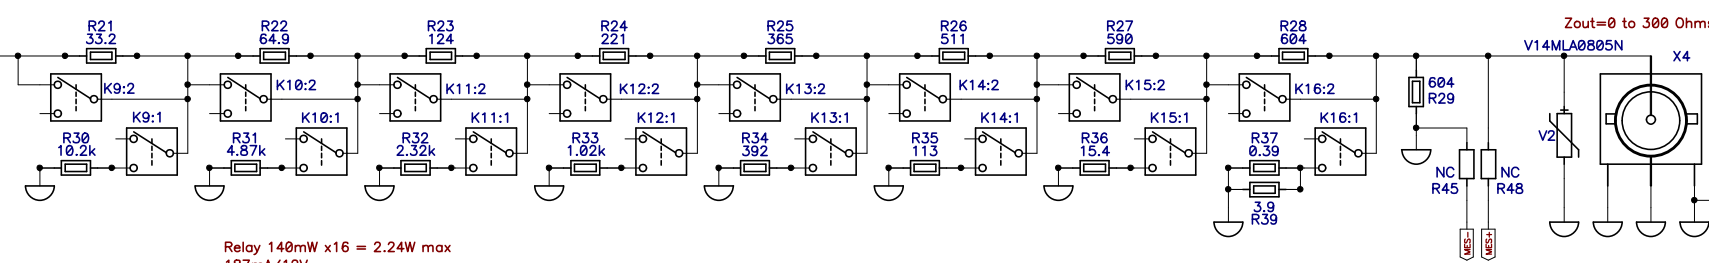 Zout=0 to 300 Ohms
R21
33.2
R22
64.9
R23
124
R24
221
R25
365
R26
511
R27
590
R28
604
V14MLA0805N
X4
K9:2
K10:2
K11:2
K12:2
K13:2
K14:2
K15:2
K16:2
604
R29
K9:1
K10:1
K11:1
K12:1
K13:1
K14:1
K15:1
K16:1
V2
R30
10.2k
R31
4.87k
R32
2.32k
R33
1.02k
R34
392
R35
113
R36
15.4
R37
0.39
NC
R45
NC
R48
3.9
R39
MES-
MES+
Relay 140mW x16 = 2.24W max
187mA/12V